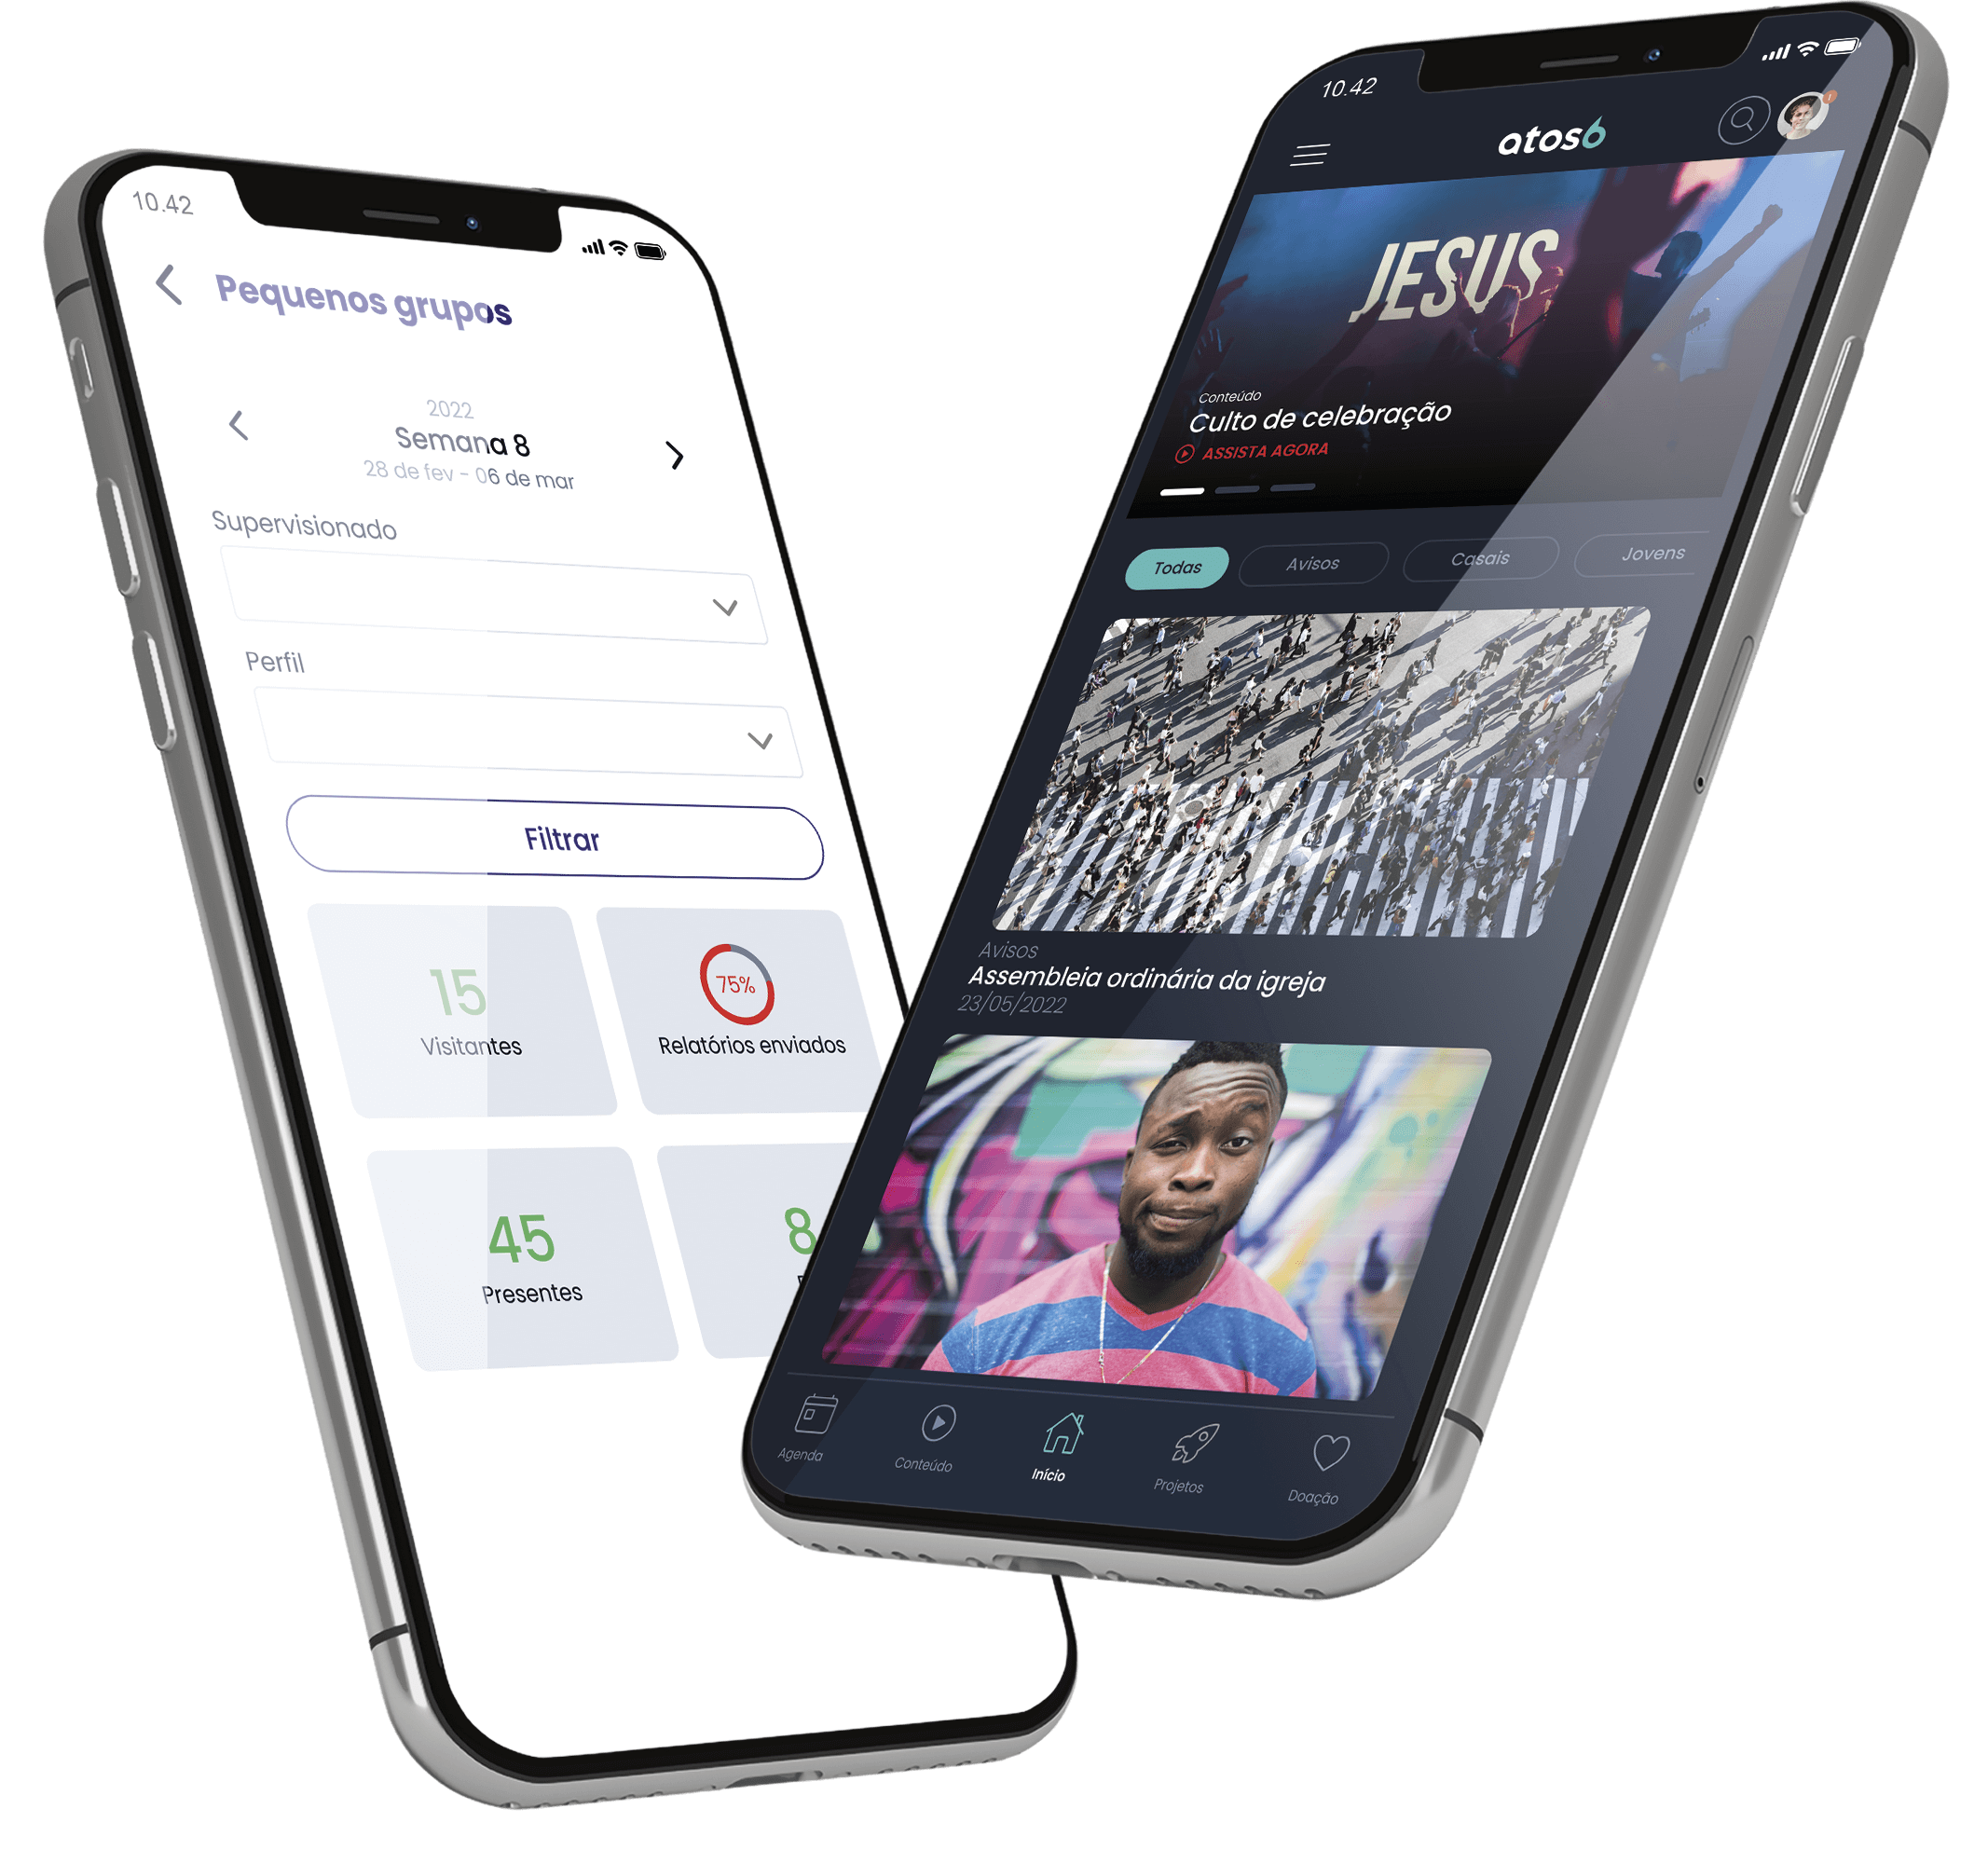 10.42
Pequenos grupos
2022
Semana 8
28 de fev - 06 de mar
Supervisionado
Perfil
Filtrar
15
Visitantes
75%
Relatórios enviados
45
Presentes
8
10.42
atos6
JESUS
Conteúdo
Culto de celebração
ASSISTA AGORA
Todas
Avisos
Casais
Jovens
Avisos
Assembleia ordinária da igreja
23/05/2022
Agenda
Conteúdo
Início
Projetos
Doação